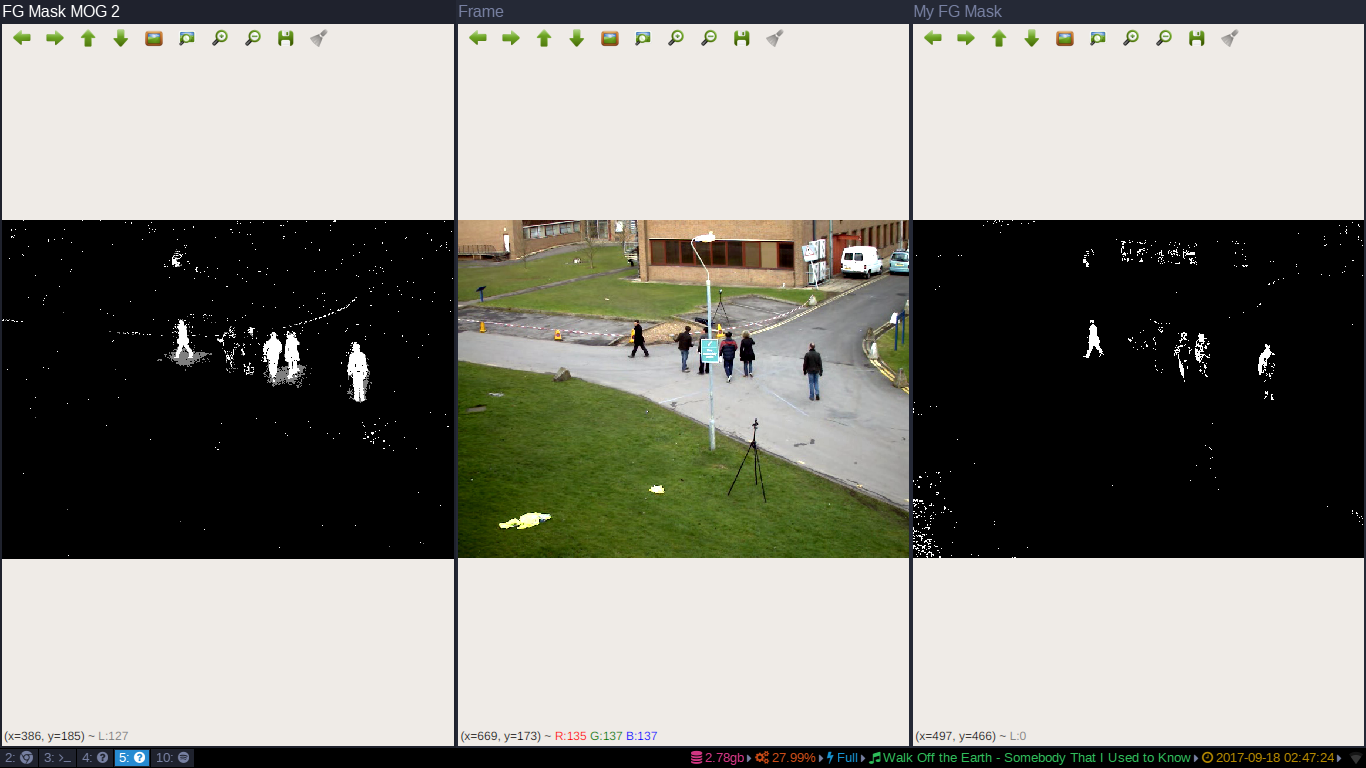 FG Mask MOG 2
Frame
My FG Mask
(x=386, y=185) ~ L:127
(x=669, y=173) ~ R:135 G:137 B:137
(x=497, y=466) ~ L:0
2: 3: >_ 4: ? 5: ? 10:
2.78gb 27.99% Full Walk Off the Earth - Somebody That I Used to Know 2017-09-18 02:47:24